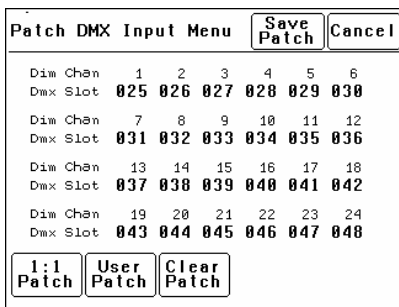 Patch DMX Input Menu Save Patch Cancel
Dim Chan 1 2 3 4 5 6
Dmx Slot 025 026 027 028 029 030
Dim Chan 7 8 9 10 11 12
Dmx Slot 031 032 033 034 035 036
Dim Chan 13 14 15 16 17 18
Dmx Slot 037 038 039 040 041 042
Dim Chan 19 20 21 22 23 24
Dmx Slot 043 044 045 046 047 048
1:1 Patch User Patch Clear Patch